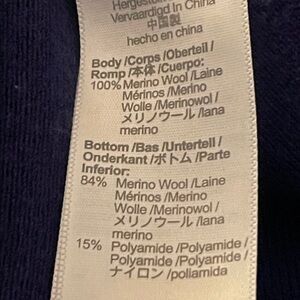 Hergestellt in China
Vervaardigd In China
中国製
hecho en china
Body /Corps /Oberteil /
Romp /本体 /Cuerpo:
100% Merino Wool /Laine
Mérinos /Merino
Wolle /Merinowol /
メリノウール /lana
merino
Bottom /Bas /Untertell /
Onderkant /ボトム /Parte
Inferior:
84% Merino Wool /Laine
Mérinos /Merino
Wolle /Merinowol /
メリノウール /lana
merino
15% Polyamide /Polyamide /
Polyamide /Polyamide /
ナイロン /poliamida